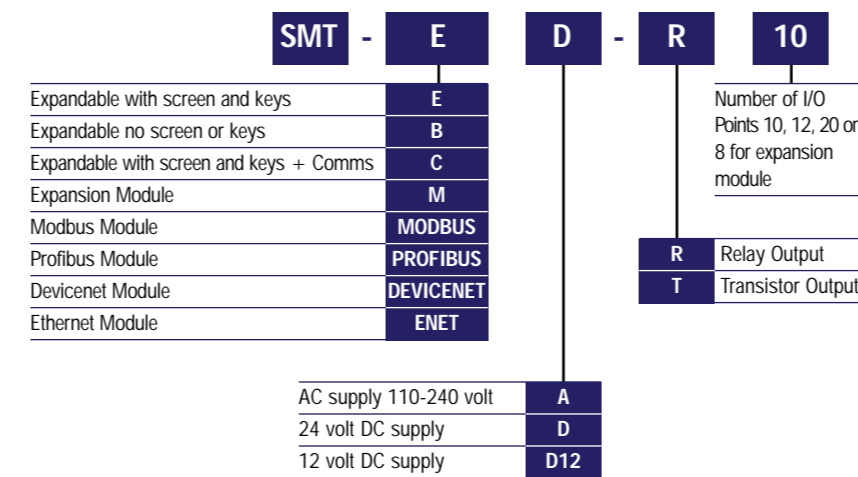 SMT - E D - R 10
Expandable with screen and keys E
Expandable no screen or keys B
Expandable with screen and keys + Comms C
Expansion Module M
Modbus Module MODBUS
Profibus Module PROFIBUS
Devicenet Module DEVICENET
Ethernet Module ENET
Number of I/O
Points 10, 12, 20 or
8 for expansion
module
R Relay Output
T Transistor Output
AC supply 110-240 volt A
24 volt DC supply D
12 volt DC supply D12